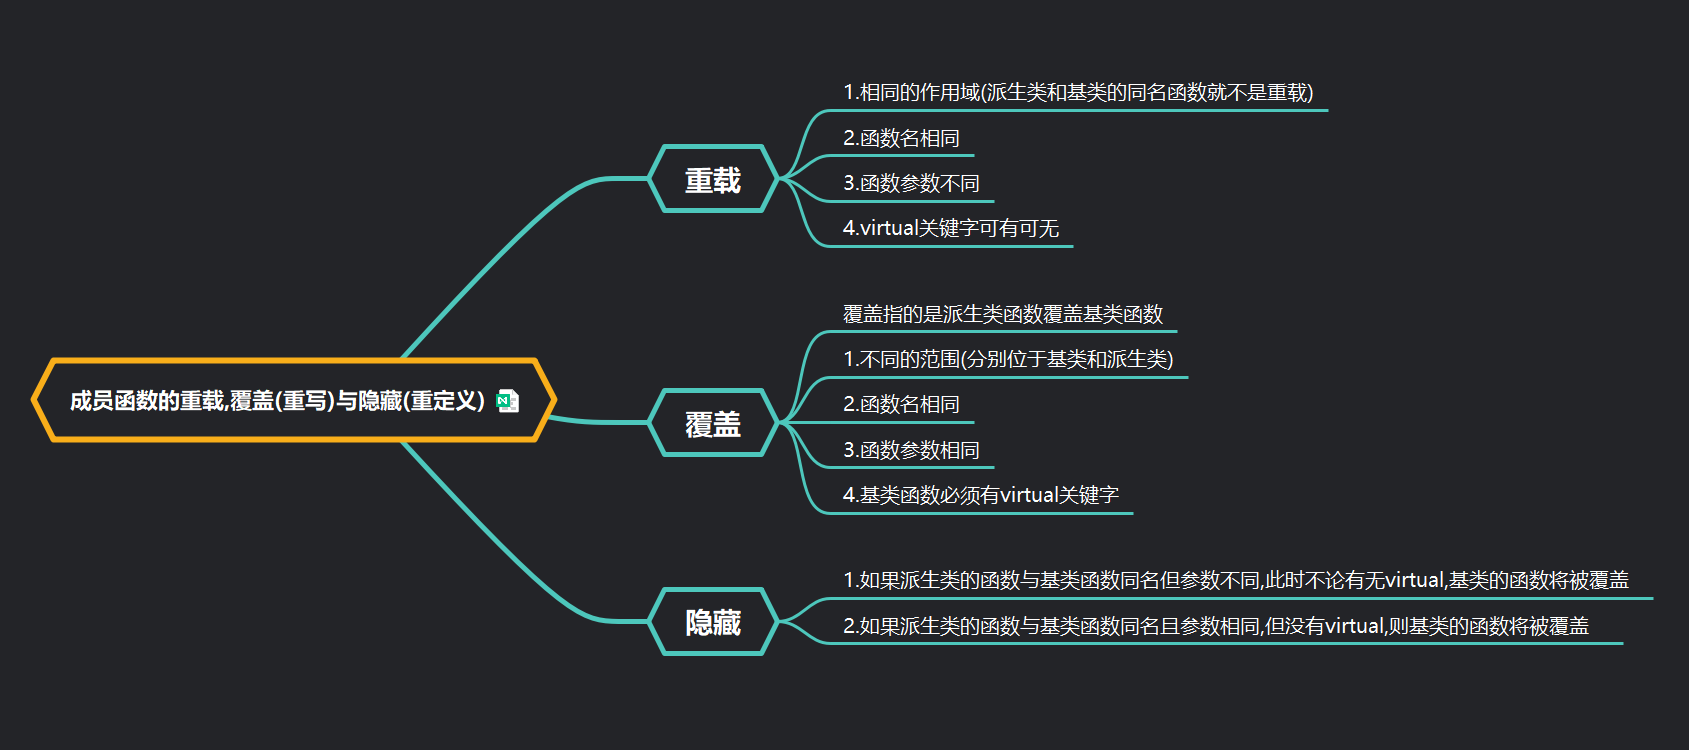 成员函数的重载,覆盖(重写)与隐藏(重定义)
重载
1.相同的作用域(派生类和基类的同名函数就不是重载)
2.函数名相同
3.函数参数不同
4.virtual关键字可有可无
覆盖
覆盖指的是派生类函数覆盖基类函数
1.不同的范围(分别位于基类和派生类)
2.函数名相同
3.函数参数相同
4.基类函数必须有virtual关键字
隐藏
1.如果派生类的函数与基类函数同名但参数不同,此时不论有无virtual,基类的函数将被覆盖
2.如果派生类的函数与基类函数同名且参数相同,但没有virtual,则基类的函数将被覆盖